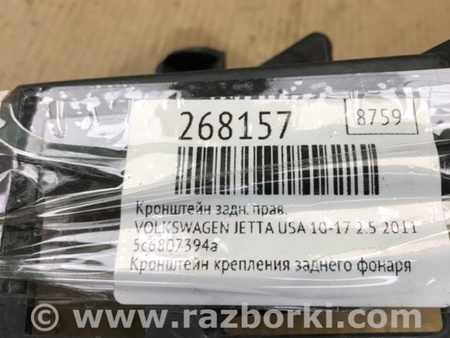 268157
8759
Кронштейн задн. прав.
VOLKSWAGEN JETTA USA 10-17 2.5 2011
5c6807394a
Кронштейн крепления заднего фонаря
www.razborki.com